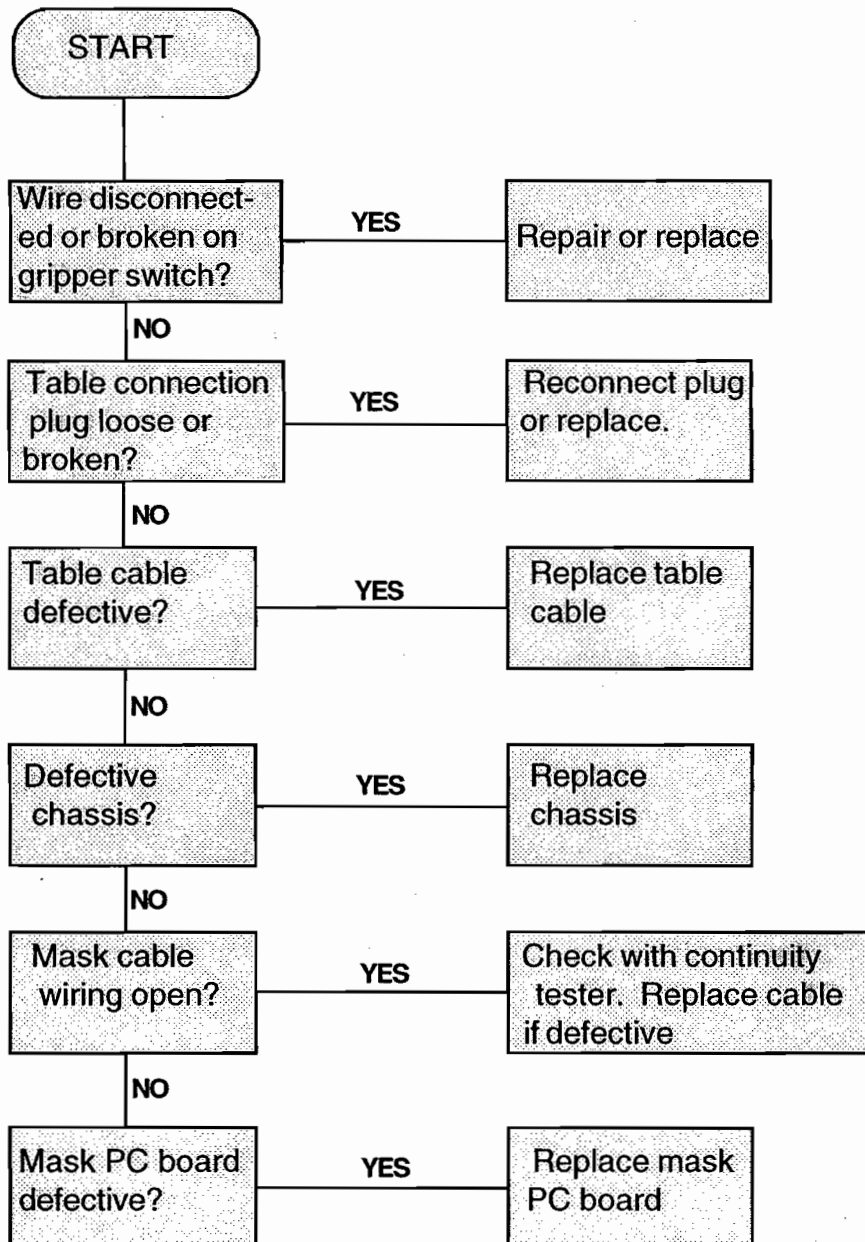 START
Wire disconnect-
ed or broken on
gripper switch?
YES
Repair or replace
NO
Table connection
plug loose or
broken?
YES
Reconnect plug
or replace.
NO
Table cable
defective?
YES
Replace table
cable
NO
Defective
chassis?
YES
Replace
chassis
NO
Mask cable
wiring open?
YES
Check with continuity
tester. Replace cable
if defective
NO
Mask PC board
defective?
YES
Replace mask
PC board